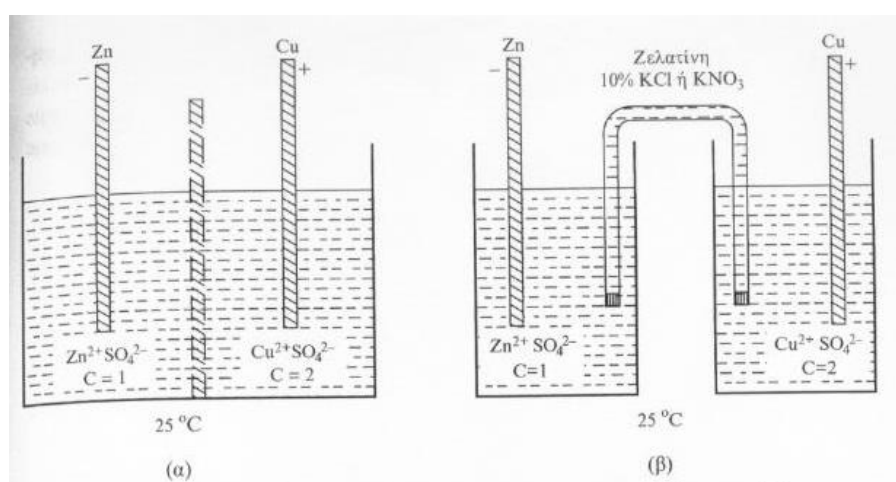 Zn
−
Cu
+
Zn²⁺SO₄²⁻
C = 1
Cu²⁺SO₄²⁻
C = 2
25 °C
(α)
Zn
−
Ζελατίνη
10% KCl ή KNO₃
Cu
+
Zn²⁺ SO₄²⁻
C=1
Cu²⁺ SO₄²⁻
C=2
25 °C
(β)